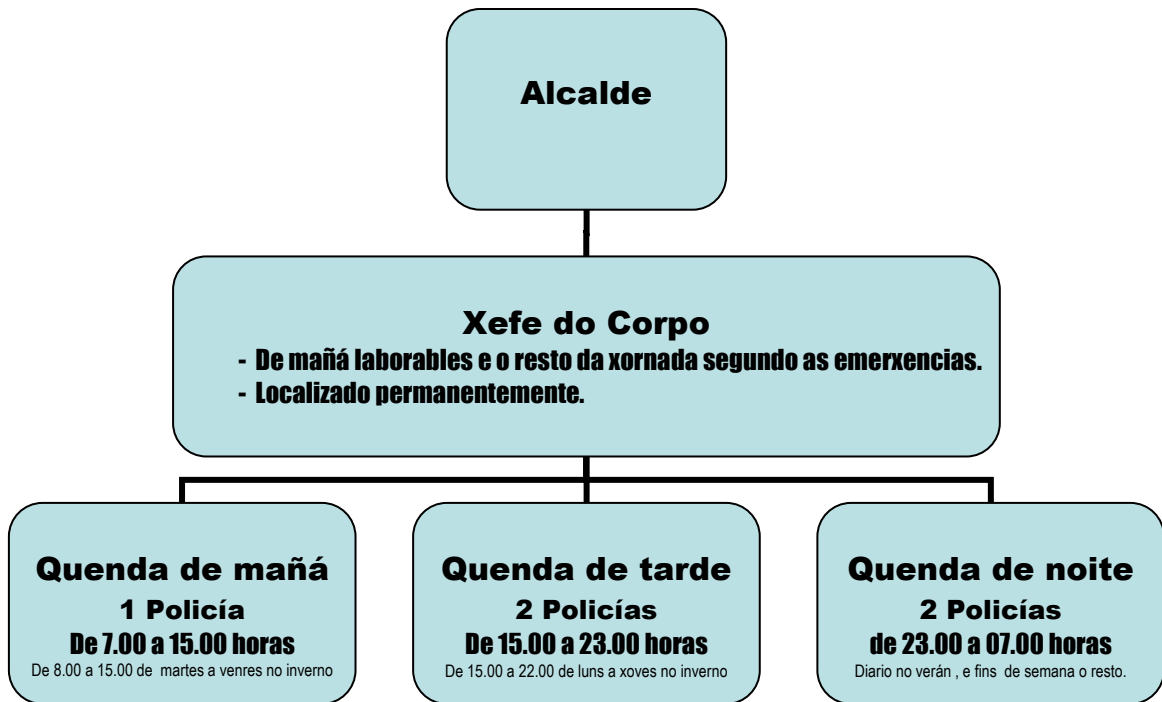 Alcalde
Xefe do Corpo
- De mañá laborables e o resto da xornada segundo as emerxencias.
- Localizado permanentemente.
Quenda de mañá
1 Policía
De 7.00 a 15.00 horas
De 8.00 a 15.00 de martes a venres no inverno
Quenda de tarde
2 Policías
De 15.00 a 23.00 horas
De 15.00 a 22.00 de luns a xoves no inverno
Quenda de noite
2 Policías
de 23.00 a 07.00 horas
Diario no verán , e fins de semana o resto.